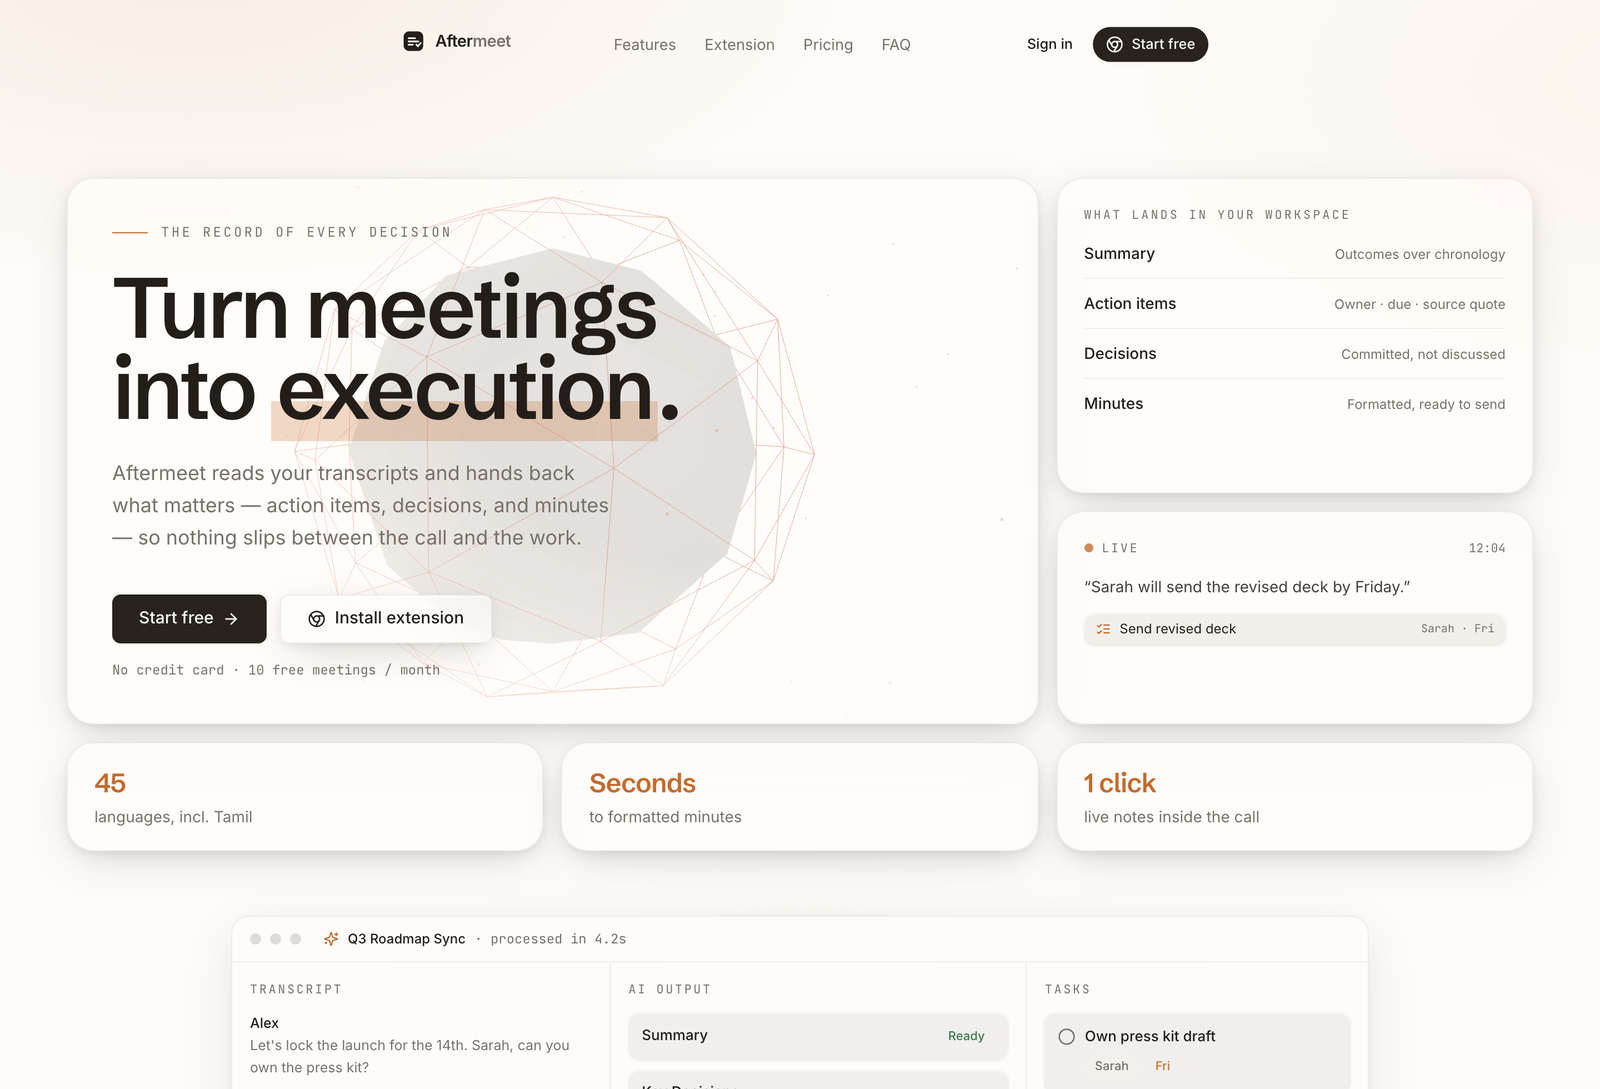 Aftermeet
Features
Extension
Pricing
FAQ
Sign in
Start free
THE RECORD OF EVERY DECISION
Turn meetings
into execution.
Aftermeet reads your transcripts and hands back
what matters — action items, decisions, and minutes
— so nothing slips between the call and the work.
Start free →
Install extension
No credit card · 10 free meetings / month
WHAT LANDS IN YOUR WORKSPACE
Summary
Outcomes over chronology
Action items
Owner · due · source quote
Decisions
Committed, not discussed
Minutes
Formatted, ready to send
LIVE
12:04
“Sarah will send the revised deck by Friday.”
Send revised deck
Sarah · Fri
45
languages, incl. Tamil
Seconds
to formatted minutes
1 click
live notes inside the call
Q3 Roadmap Sync · processed in 4.2s
TRANSCRIPT
Alex
Let's lock the launch for the 14th. Sarah, can you
own the press kit?
AI OUTPUT
Summary
Ready
TASKS
Own press kit draft
Sarah
Fri